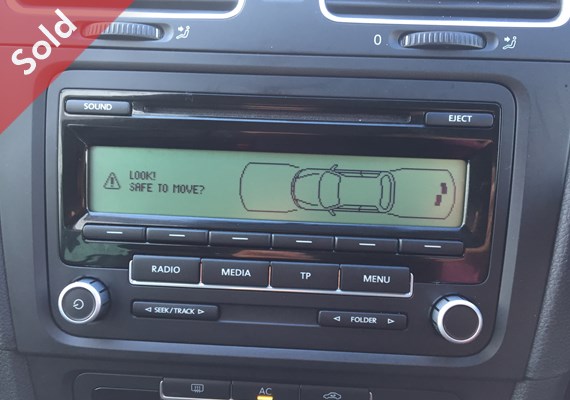 Sold
0
SOUND
EJECT
LOOK!
SAFE TO MOVE?
RADIO
MEDIA
TP
MENU
◁ SEEK/TRACK ▷
◁ FOLDER ▷
AC